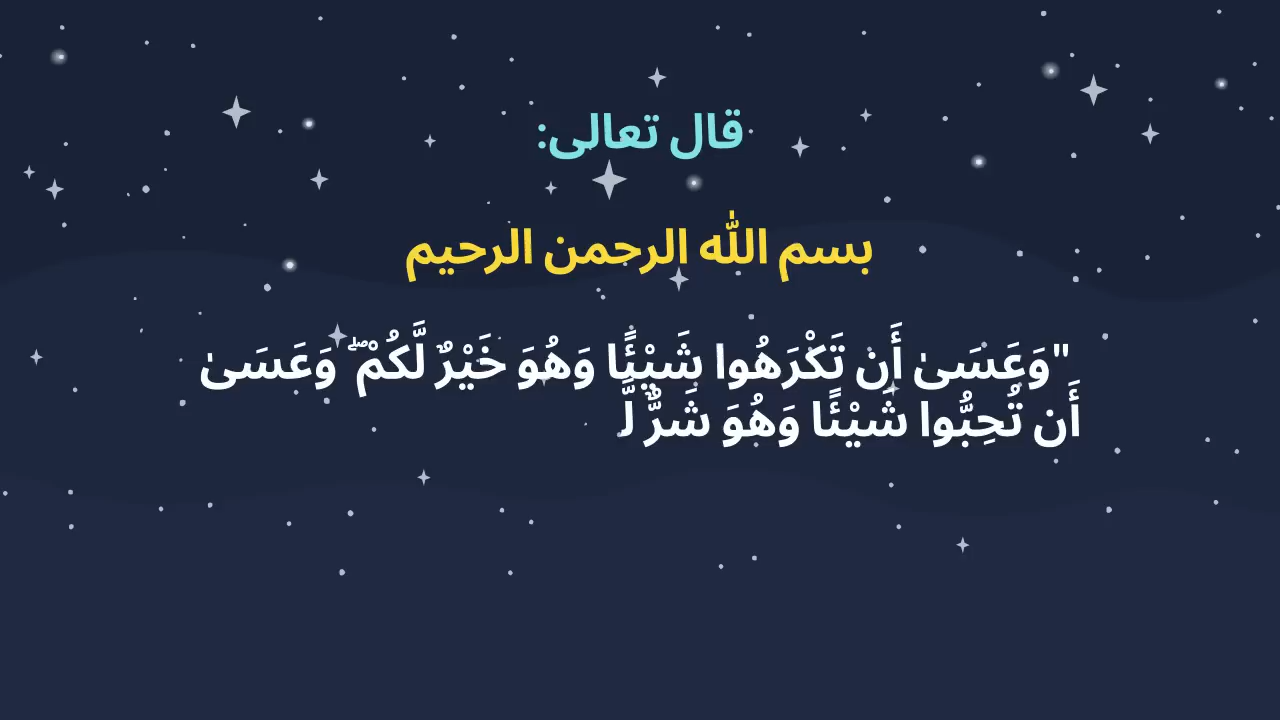 قال تعالى:
بسم الله الرحمن الرحيم
"وَعَسَىٰ أَن تَكْرَهُوا شَيْئًا وَهُوَ خَيْرٌ لَّكُمْ ۖ وَعَسَىٰ
أَن تُحِبُّوا شَيْئًا وَهُوَ شَرٌّ لَّ